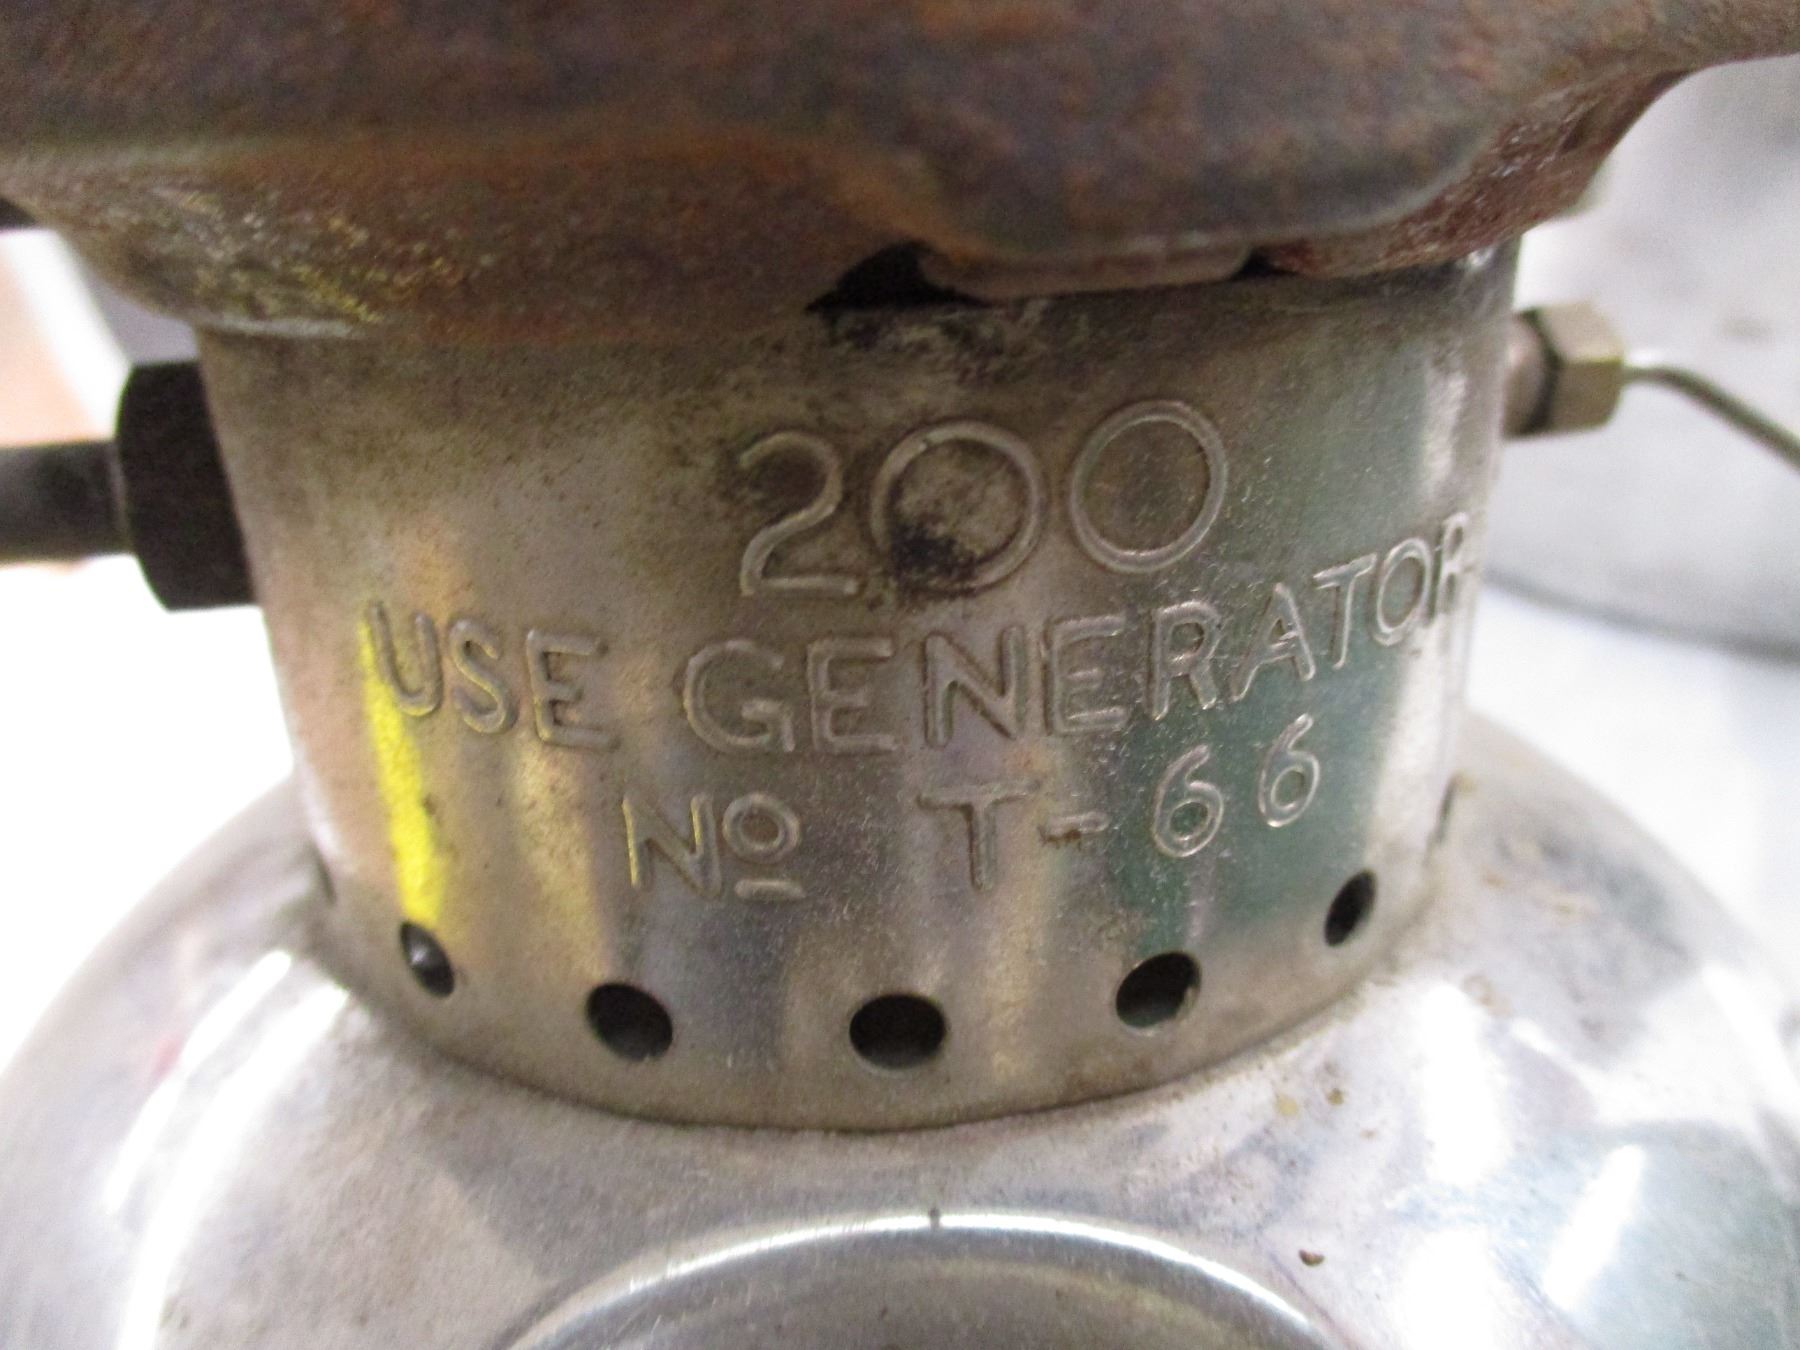 200
USE GENERATOR
Nº T-66